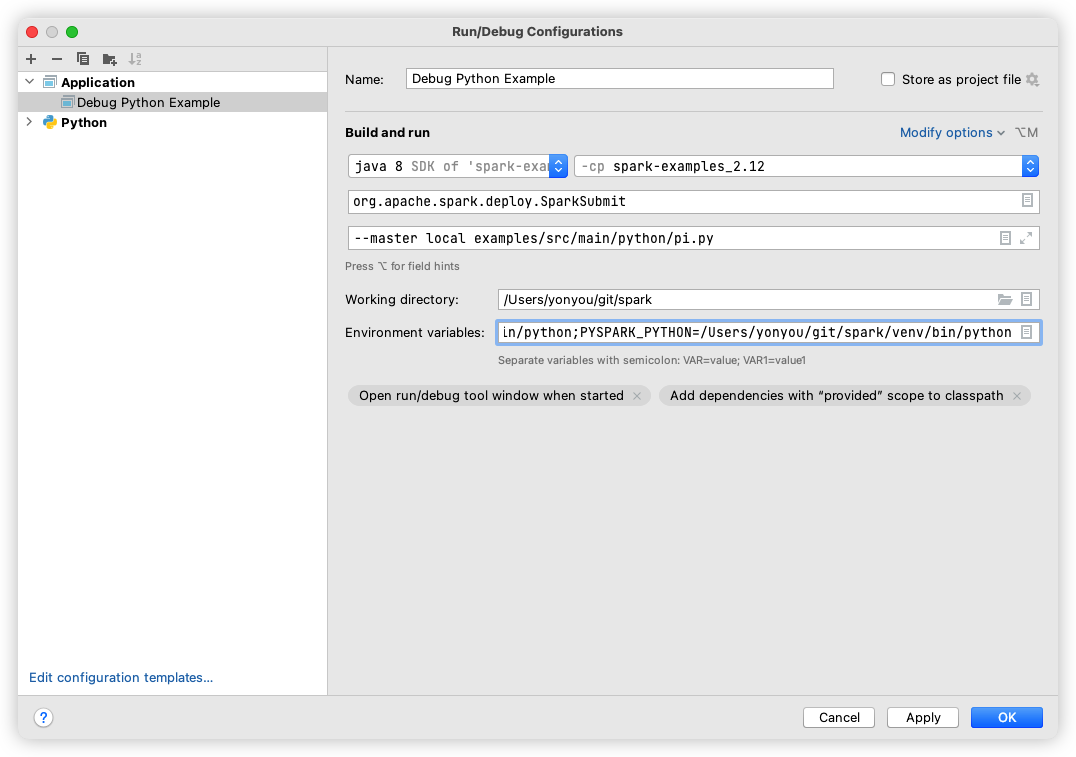 Run/Debug Configurations
Application
Debug Python Example
Python
Edit configuration templates...
Name: Debug Python Example Store as project file
Build and run Modify options ⌥M
java 8 SDK of 'spark-exa -cp spark-examples_2.12
org.apache.spark.deploy.SparkSubmit
--master local examples/src/main/python/pi.py
Press ⌥ for field hints
Working directory: /Users/yonyou/git/spark
Environment variables: in/python;PYSPARK_PYTHON=/Users/yonyou/git/spark/venv/bin/python
Separate variables with semicolon: VAR=value; VAR1=value1
Open run/debug tool window when started × Add dependencies with “provided” scope to classpath ×
? Cancel Apply OK